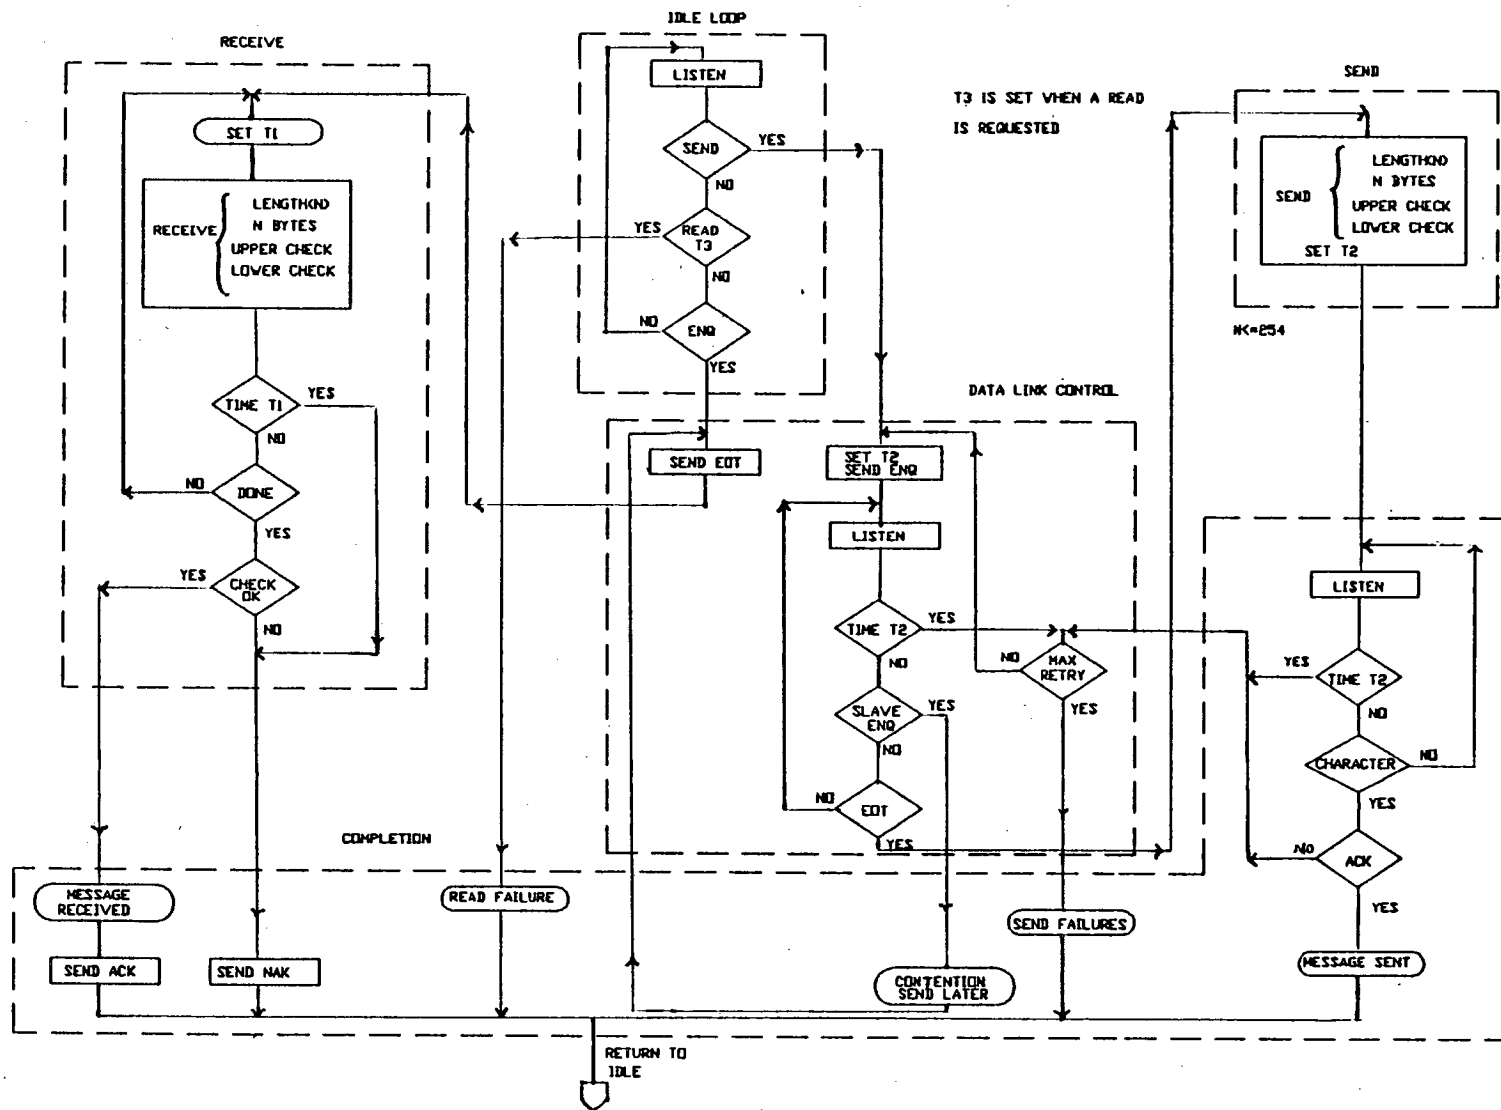 IDLE LOOP
LISTEN
SEND
YES
NO
YES
READ
T3
NO
NO
ENQ
YES
T3 IS SET WHEN A READ
IS REQUESTED
RECEIVE
SET T1
RECEIVE
LENGTH(N)
N BYTES
UPPER CHECK
LOWER CHECK
TIME T1
YES
NO
NO
DONE
YES
YES
CHECK
OK
NO
SEND
SEND
LENGTH(N)
N BYTES
UPPER CHECK
LOWER CHECK
SET T2
N<=254
DATA LINK CONTROL
SEND EOT
SET T2
SEND ENQ
LISTEN
TIME T2
YES
NO
NO
MAX
RETRY
YES
SLAVE
ENQ
YES
NO
NO
EOT
YES
LISTEN
YES
TIME T2
NO
CHARACTER
NO
YES
NO
ACK
YES
COMPLETION
MESSAGE
RECEIVED
SEND ACK
SEND NAK
READ FAILURE
CONTENTION
SEND LATER
SEND FAILURES
MESSAGE SENT
RETURN TO
IDLE